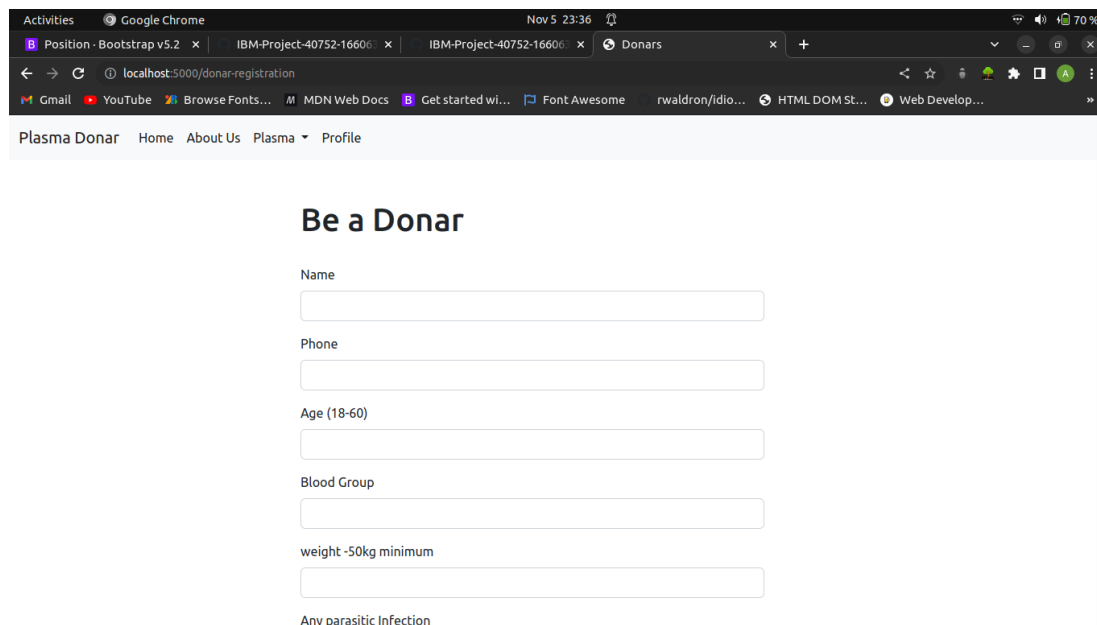 Activities Google Chrome Nov 5 23:36 70 %
B Position · Bootstrap v5.2 IBM-Project-40752-16606 IBM-Project-40752-16606 Donars
localhost:5000/donar-registration A
Gmail YouTube Browse Fonts... MDN Web Docs B Get started wi... Font Awesome rwaldron/idio... HTML DOM St... Web Develop... »
Plasma Donar Home About Us Plasma Profile
Be a Donar
Name
Phone
Age (18-60)
Blood Group
weight -50kg minimum
Any parasitic Infection